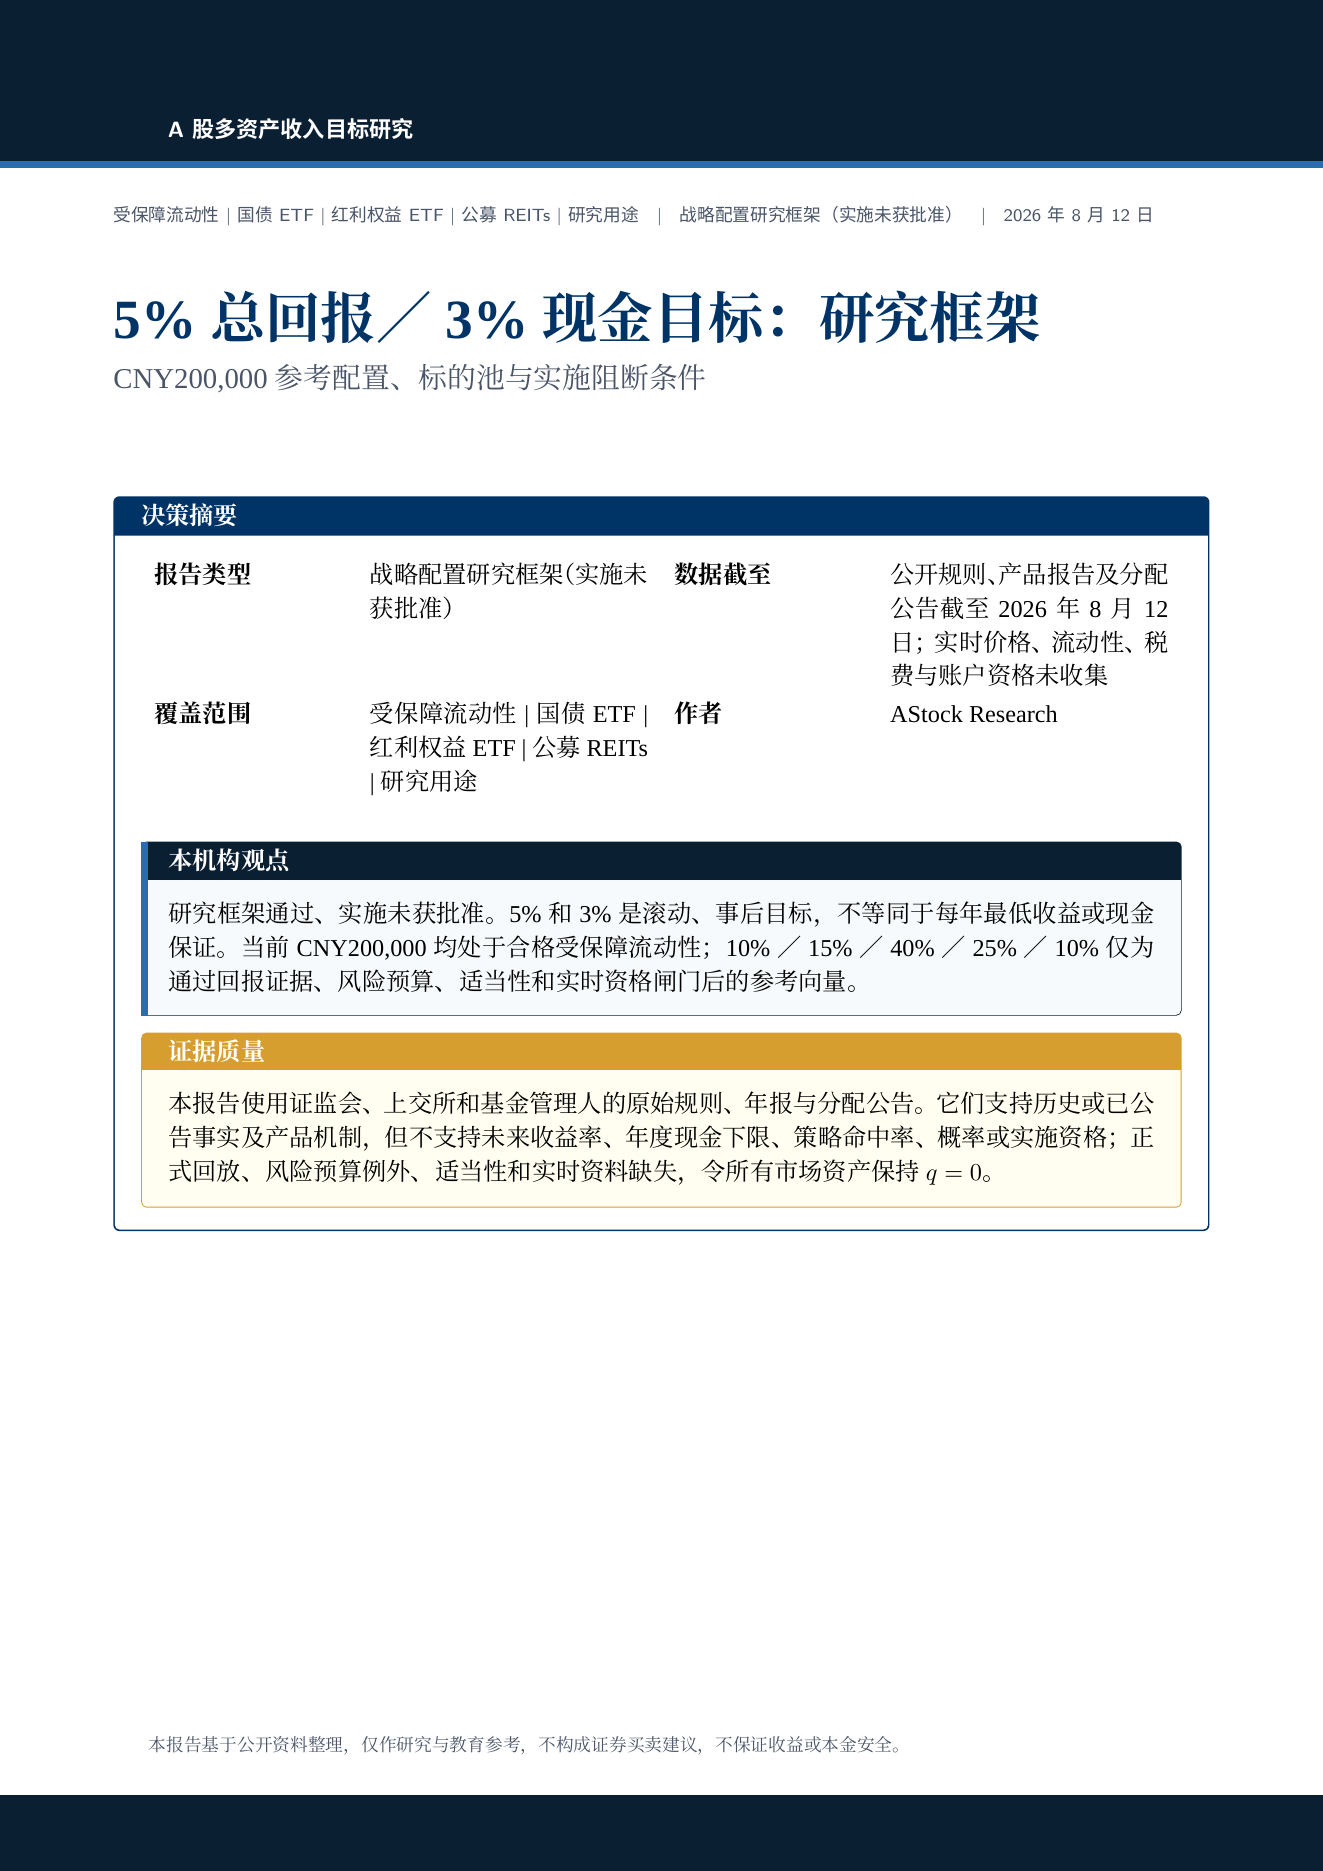 A 股多资产收入目标研究
受保障流动性 | 国债 ETF | 红利权益 ETF | 公募 REITs | 研究用途 | 战略配置研究框架（实施未获批准） | 2026 年 8 月 12 日
5% 总回报／3% 现金目标：研究框架
CNY200,000 参考配置、标的池与实施阻断条件
决策摘要
报告类型
战略配置研究框架（实施未
获批准）
数据截至
公开规则、产品报告及分配
公告截至 2026 年 8 月 12
日；实时价格、流动性、税
费与账户资格未收集
覆盖范围
受保障流动性 | 国债 ETF |
红利权益 ETF | 公募 REITs
| 研究用途
作者
AStock Research
本机构观点
研究框架通过、实施未获批准。5% 和 3% 是滚动、事后目标，不等同于每年最低收益或现金
保证。当前 CNY200,000 均处于合格受保障流动性；10% ／ 15% ／ 40% ／ 25% ／ 10% 仅为
通过回报证据、风险预算、适当性和实时资格闸门后的参考向量。
证据质量
本报告使用证监会、上交所和基金管理人的原始规则、年报与分配公告。它们支持历史或已公
告事实及产品机制，但不支持未来收益率、年度现金下限、策略命中率、概率或实施资格；正
式回放、风险预算例外、适当性和实时资料缺失，令所有市场资产保持 q = 0。
本报告基于公开资料整理，仅作研究与教育参考，不构成证券买卖建议，不保证收益或本金安全。